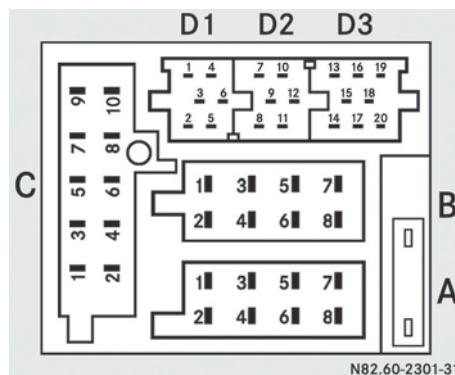 D1 D2 D3
1 4 7 10 13 16 19
3 6 9 12 15 18
2 5 8 11 14 17 20
9 10
7 8
5 6
3 4
1 2
C
1 3 5 7
2 4 6 8
B
1 3 5 7
2 4 6 8
A
N82.60-2301-31